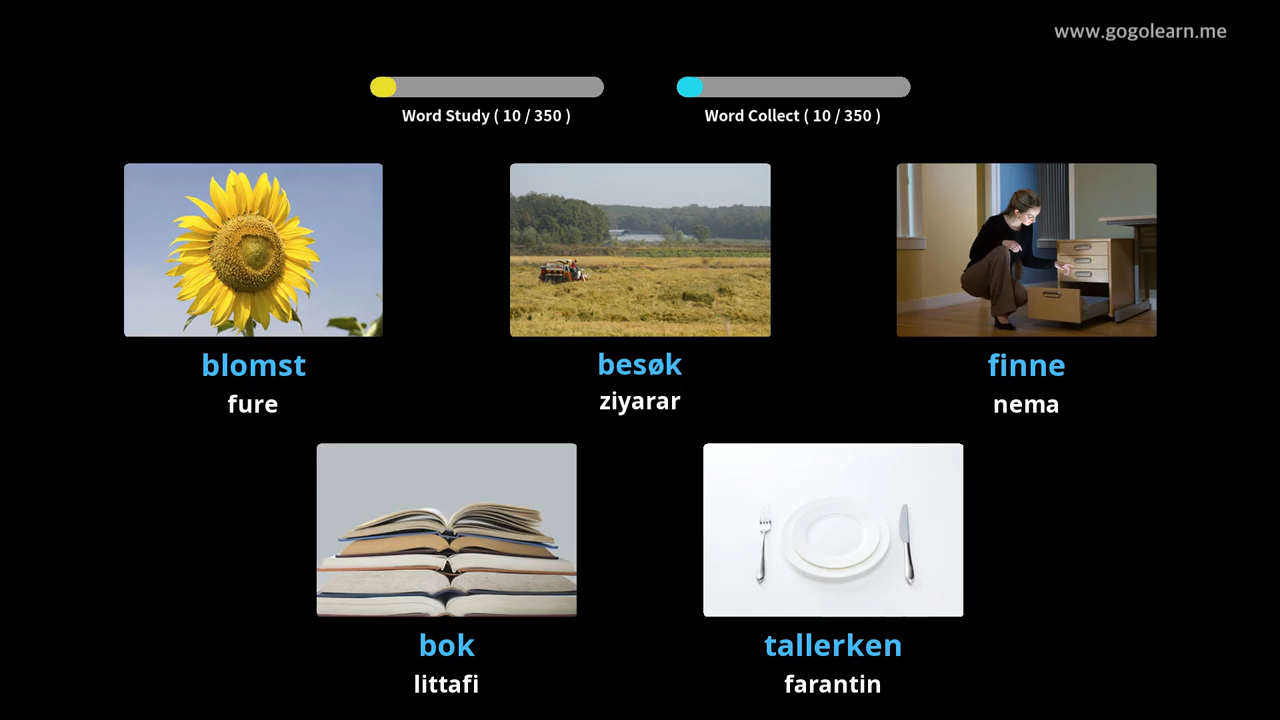 www.gogolearn.me
Word Study ( 10 / 350 )
Word Collect ( 10 / 350 )
blomst
fure
besøk
ziyarar
finne
nema
bok
littafi
tallerken
farantin